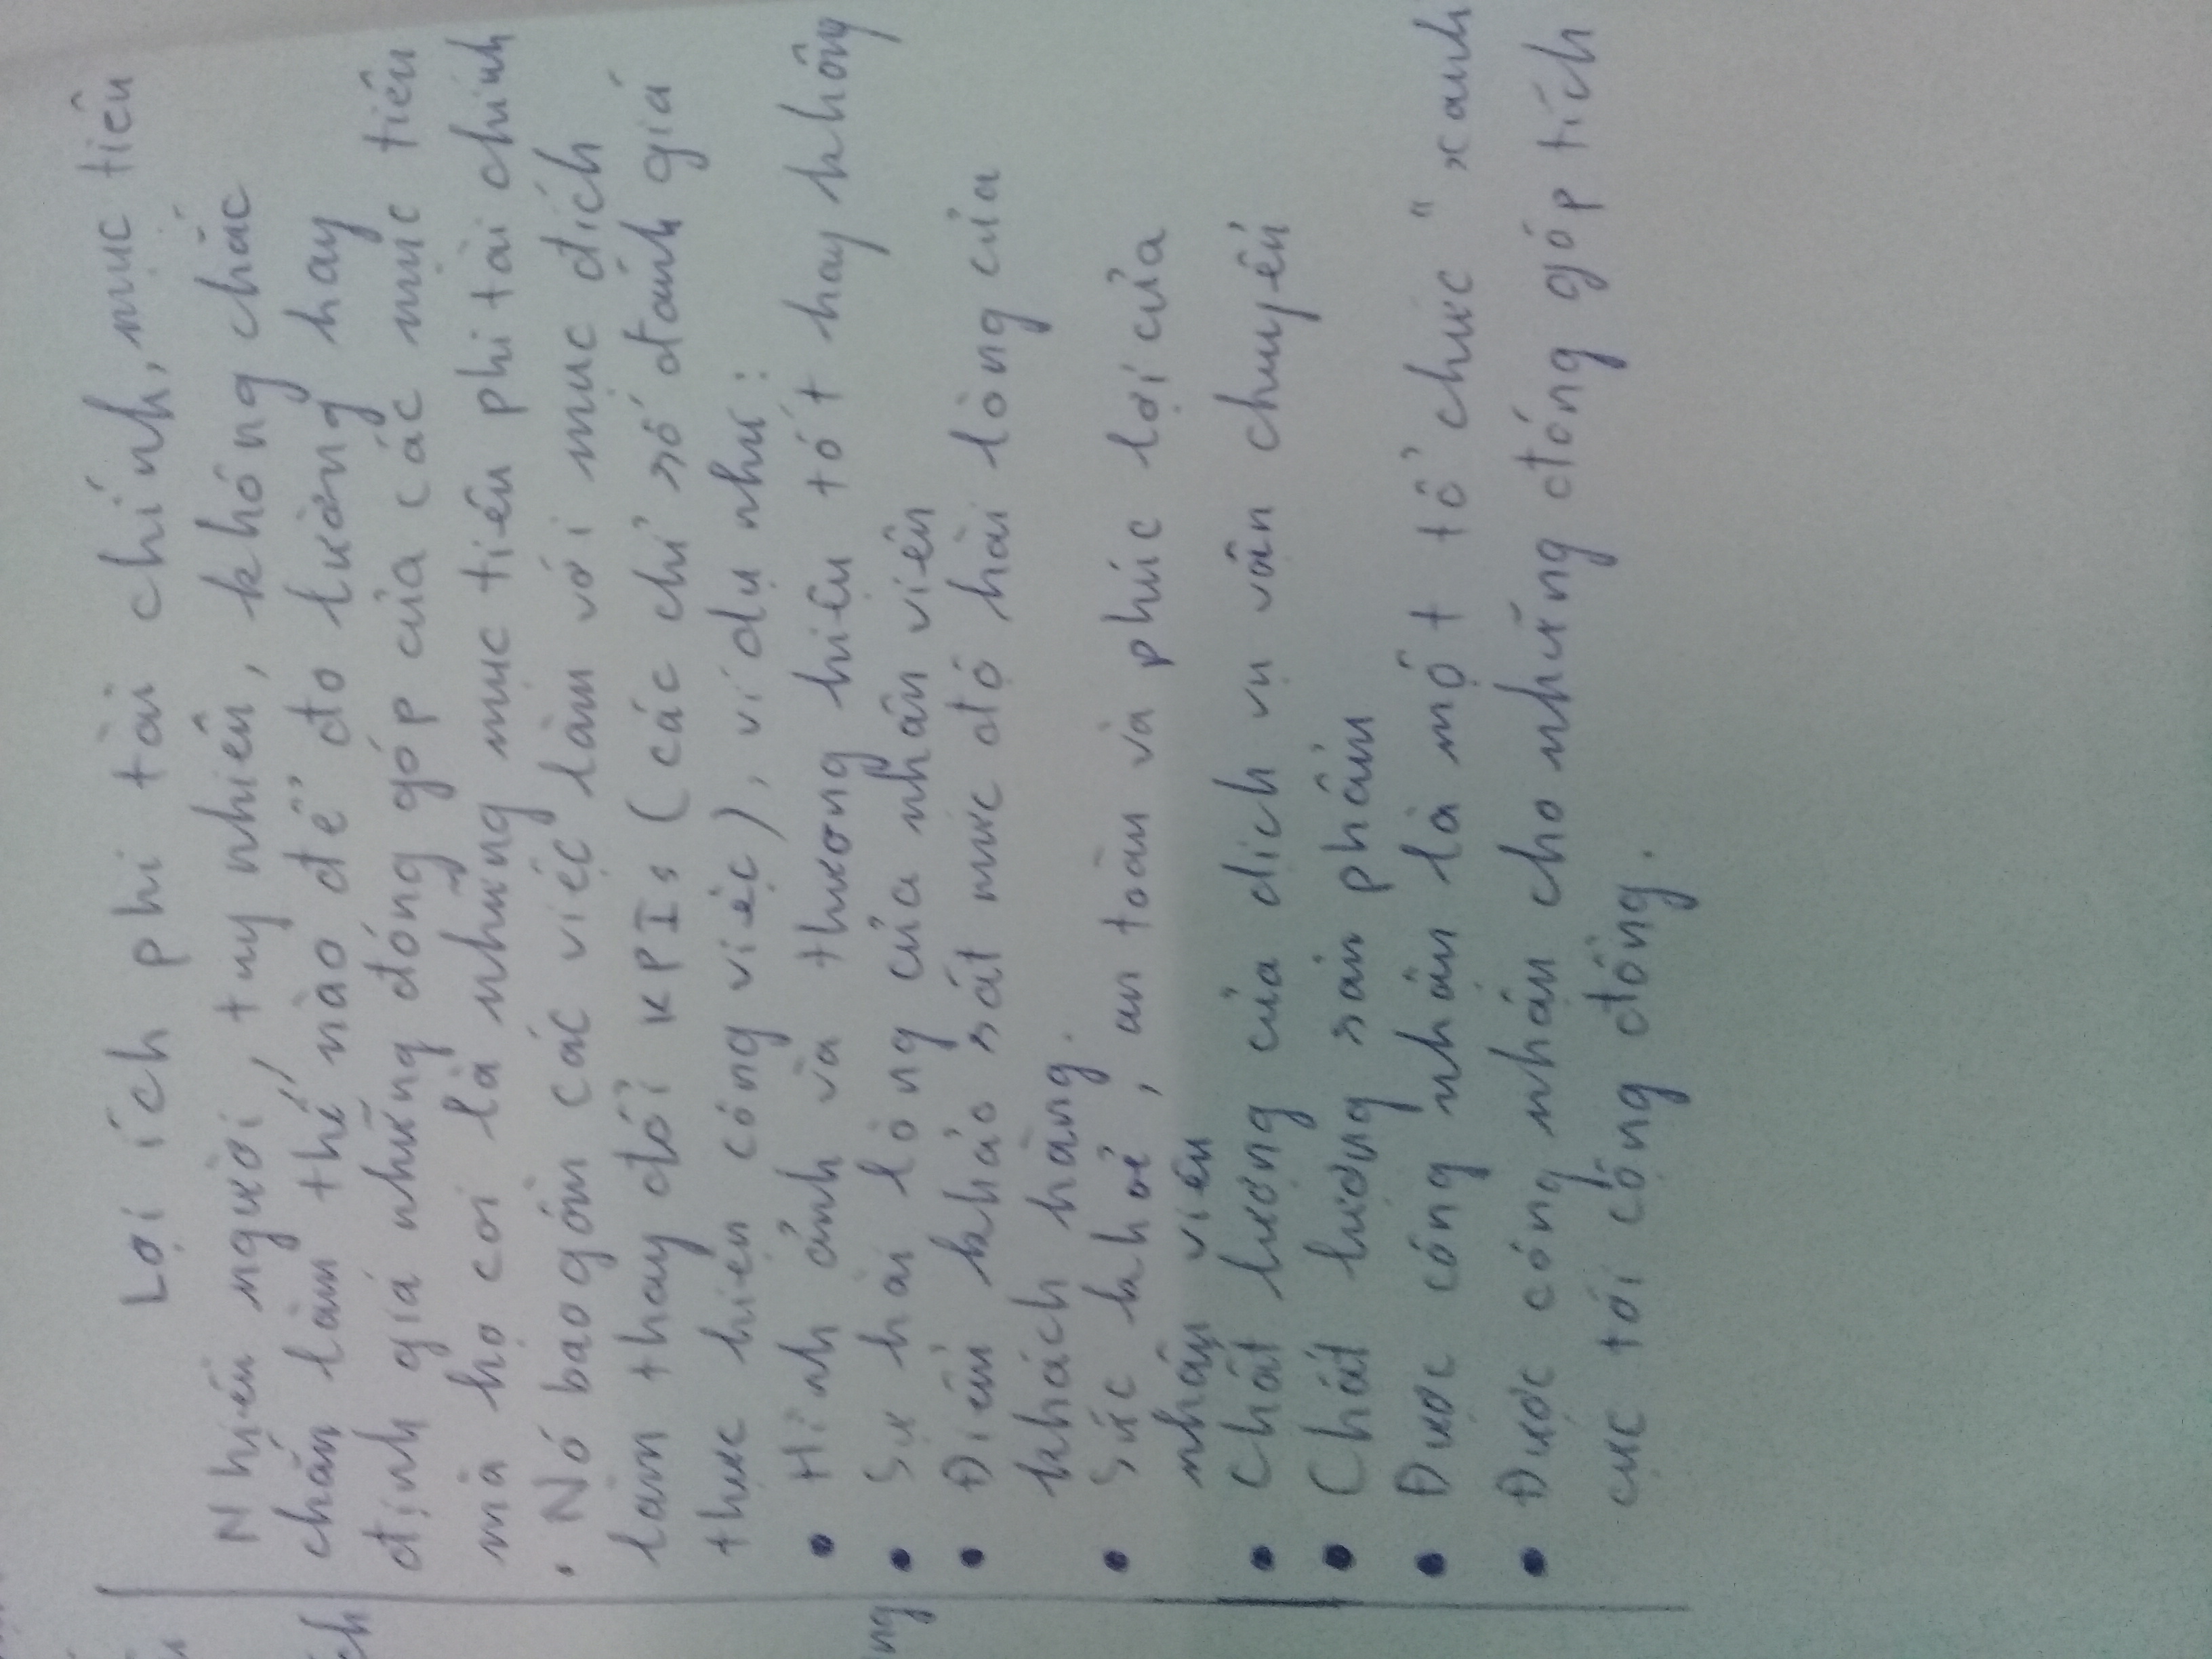 Lợi ích phi tài chính, mục tiêu
Nhiều người, tuy nhiên, không chắc
chắn làm thế nào để đo lường hay
định giá những đóng góp của các mục tiêu
mà họ coi là những mục tiêu phi tài chính
. Nó bao gồm các việc làm với mục đích
làm thay đổi KPIs (các chỉ số đánh giá
thực hiện công việc), ví dụ như:
• Hình ảnh và thương hiệu tốt hay không
• Sự hài lòng của nhân viên
• Điểm khảo sát mức độ hài lòng của
khách hàng.
• Sức khoẻ, an toàn và phúc lợi của
nhân viên
• Chất lượng của dịch vụ vận chuyển
• Chất lượng sản phẩm
• Được công nhận là một tổ chức "xanh
• Được công nhận cho những đóng góp tích
cực tới cộng đồng.